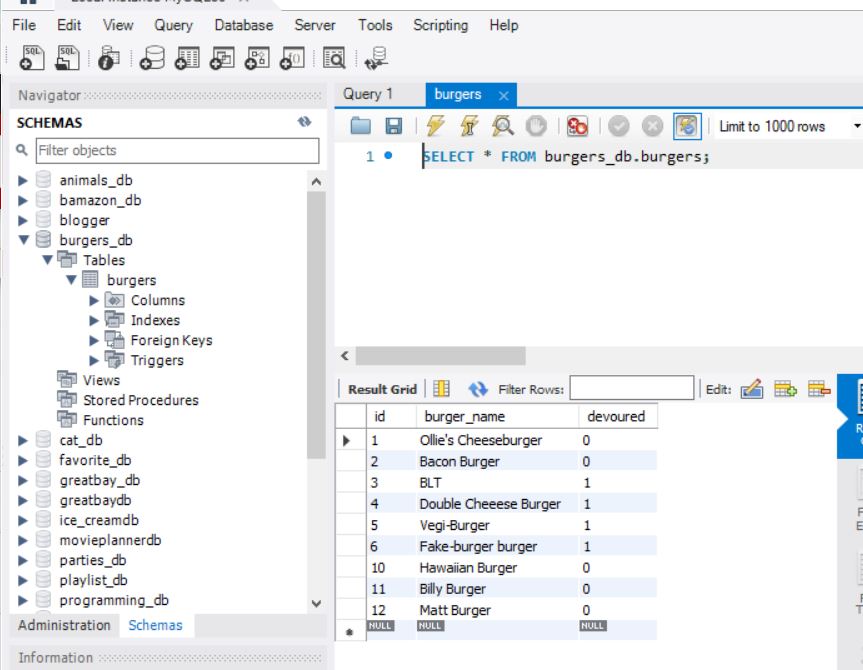 File Edit View Query Database Server Tools Scripting Help
Navigator
SCHEMAS
Filter objects
animals_db
bamazon_db
blogger
burgers_db
Tables
burgers
Columns
Indexes
Foreign Keys
Triggers
Views
Stored Procedures
Functions
cat_db
favorite_db
greatbay_db
greatbaydb
ice_creamdb
movieplannerdb
parties_db
playlist_db
programming_db
Administration Schemas
Information
Query 1 burgers
Limit to 1000 rows
1 SELECT * FROM burgers_db.burgers;
Result Grid Filter Rows: Edit:
id burger_name devoured
1 Ollie's Cheeseburger 0
2 Bacon Burger 0
3 BLT 1
4 Double Cheeese Burger 1
5 Vegi-Burger 1
6 Fake-burger burger 1
10 Hawaiian Burger 0
11 Billy Burger 0
12 Matt Burger 0
NULL NULL NULL